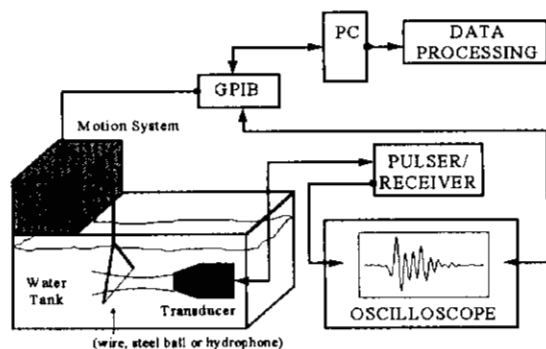 PC
DATA
PROCESSING
GPIB
Motion System
PULSER/
RECEIVER
Water
Tank
Transducer
OSCILLOSCOPE
(wire, steel ball or hydrophone)